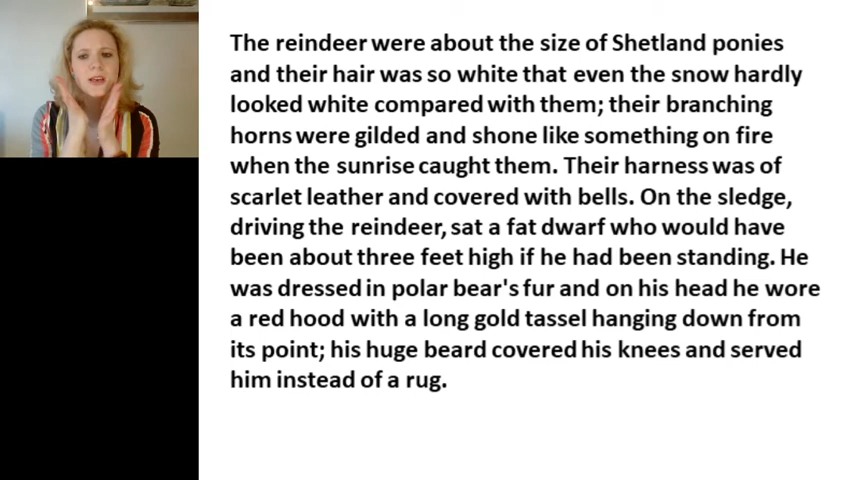 The reindeer were about the size of Shetland ponies
and their hair was so white that even the snow hardly
looked white compared with them; their branching
horns were gilded and shone like something on fire
when the sunrise caught them. Their harness was of
scarlet leather and covered with bells. On the sledge,
driving the reindeer, sat a fat dwarf who would have
been about three feet high if he had been standing. He
was dressed in polar bear's fur and on his head he wore
a red hood with a long gold tassel hanging down from
its point; his huge beard covered his knees and served
him instead of a rug.